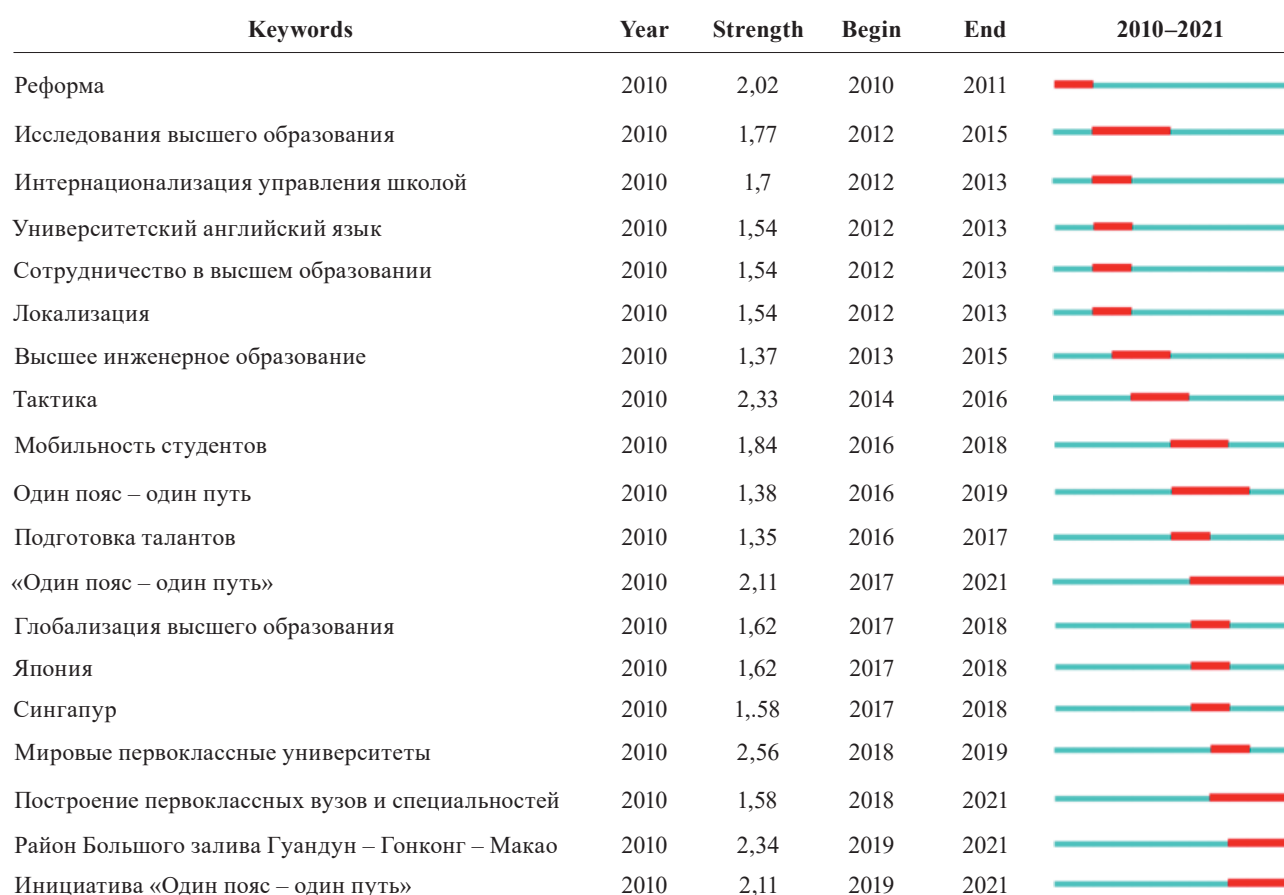 Keywords Year Strength Begin End 2010–2021
Реформа 2010 2,02 2010 2011
Исследования высшего образования 2010 1,77 2012 2015
Интернационализация управления школой 2010 1,7 2012 2013
Университетский английский язык 2010 1,54 2012 2013
Сотрудничество в высшем образовании 2010 1,54 2012 2013
Локализация 2010 1,54 2012 2013
Высшее инженерное образование 2010 1,37 2013 2015
Тактика 2010 2,33 2014 2016
Мобильность студентов 2010 1,84 2016 2018
Один пояс – один путь 2010 1,38 2016 2019
Подготовка талантов 2010 1,35 2016 2017
«Один пояс – один путь» 2010 2,11 2017 2021
Глобализация высшего образования 2010 1,62 2017 2018
Япония 2010 1,62 2017 2018
Сингапур 2010 1,.58 2017 2018
Мировые первоклассные университеты 2010 2,56 2018 2019
Построение первоклассных вузов и специальностей 2010 1,58 2018 2021
Район Большого залива Гуандун – Гонконг – Макао 2010 2,34 2019 2021
Инициатива «Один пояс – один путь» 2010 2,11 2019 2021